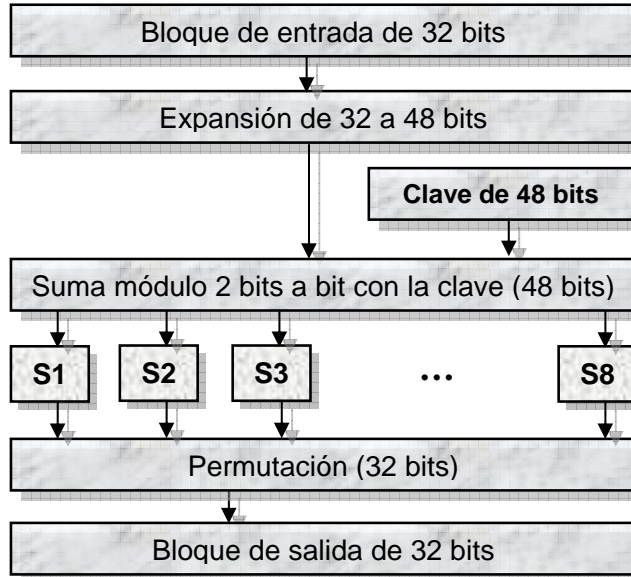 Bloque de entrada de 32 bits
Expansión de 32 a 48 bits
Clave de 48 bits
Suma módulo 2 bits a bit con la clave (48 bits)
S1 S2 S3 ... S8
Permutación (32 bits)
Bloque de salida de 32 bits